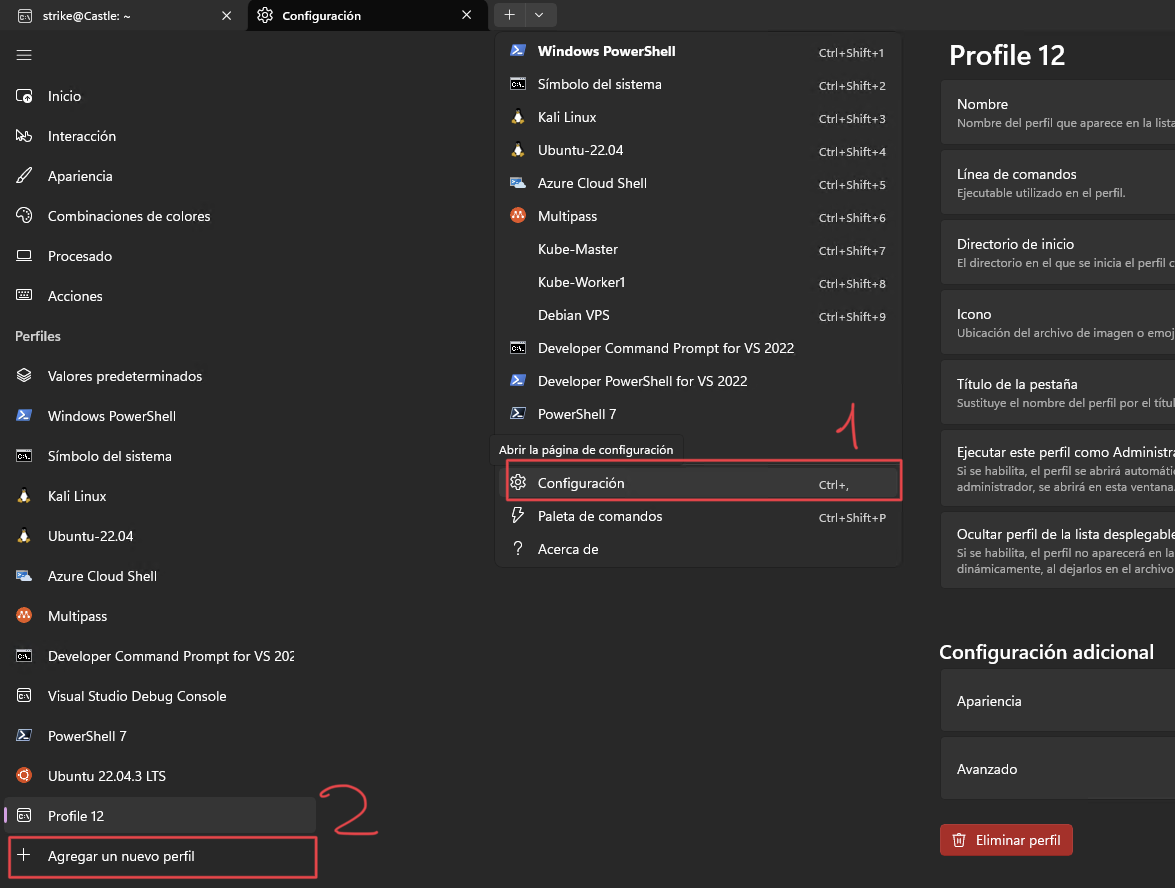 strike@Castle: ~
Configuración
Inicio
Interacción
Apariencia
Combinaciones de colores
Procesado
Acciones
Perfiles
Valores predeterminados
Windows PowerShell
Símbolo del sistema
Kali Linux
Ubuntu-22.04
Azure Cloud Shell
Multipass
Developer Command Prompt for VS 202
Visual Studio Debug Console
PowerShell 7
Ubuntu 22.04.3 LTS
Profile 12
2
Agregar un nuevo perfil
Windows PowerShell Ctrl+Shift+1
Símbolo del sistema Ctrl+Shift+2
Kali Linux Ctrl+Shift+3
Ubuntu-22.04 Ctrl+Shift+4
Azure Cloud Shell Ctrl+Shift+5
Multipass Ctrl+Shift+6
Kube-Master Ctrl+Shift+7
Kube-Worker1 Ctrl+Shift+8
Debian VPS Ctrl+Shift+9
Developer Command Prompt for VS 2022
Developer PowerShell for VS 2022
PowerShell 7
1
Abrir la página de configuración
Configuración Ctrl+,
Paleta de comandos Ctrl+Shift+P
Acerca de
Profile 12
Nombre
Nombre del perfil que aparece en la lista
Línea de comandos
Ejecutable utilizado en el perfil.
Directorio de inicio
El directorio en el que se inicia el perfil c
Icono
Ubicación del archivo de imagen o emoj
Título de la pestaña
Sustituye el nombre del perfil por el títul
Ejecutar este perfil como Administra
Si se habilita, el perfil se abrirá automátic
administrador, se abrirá en esta ventana.
Ocultar perfil de la lista desplegable
Si se habilita, el perfil no aparecerá en la
dinámicamente, al dejarlos en el archivo
Configuración adicional
Apariencia
Avanzado
Eliminar perfil